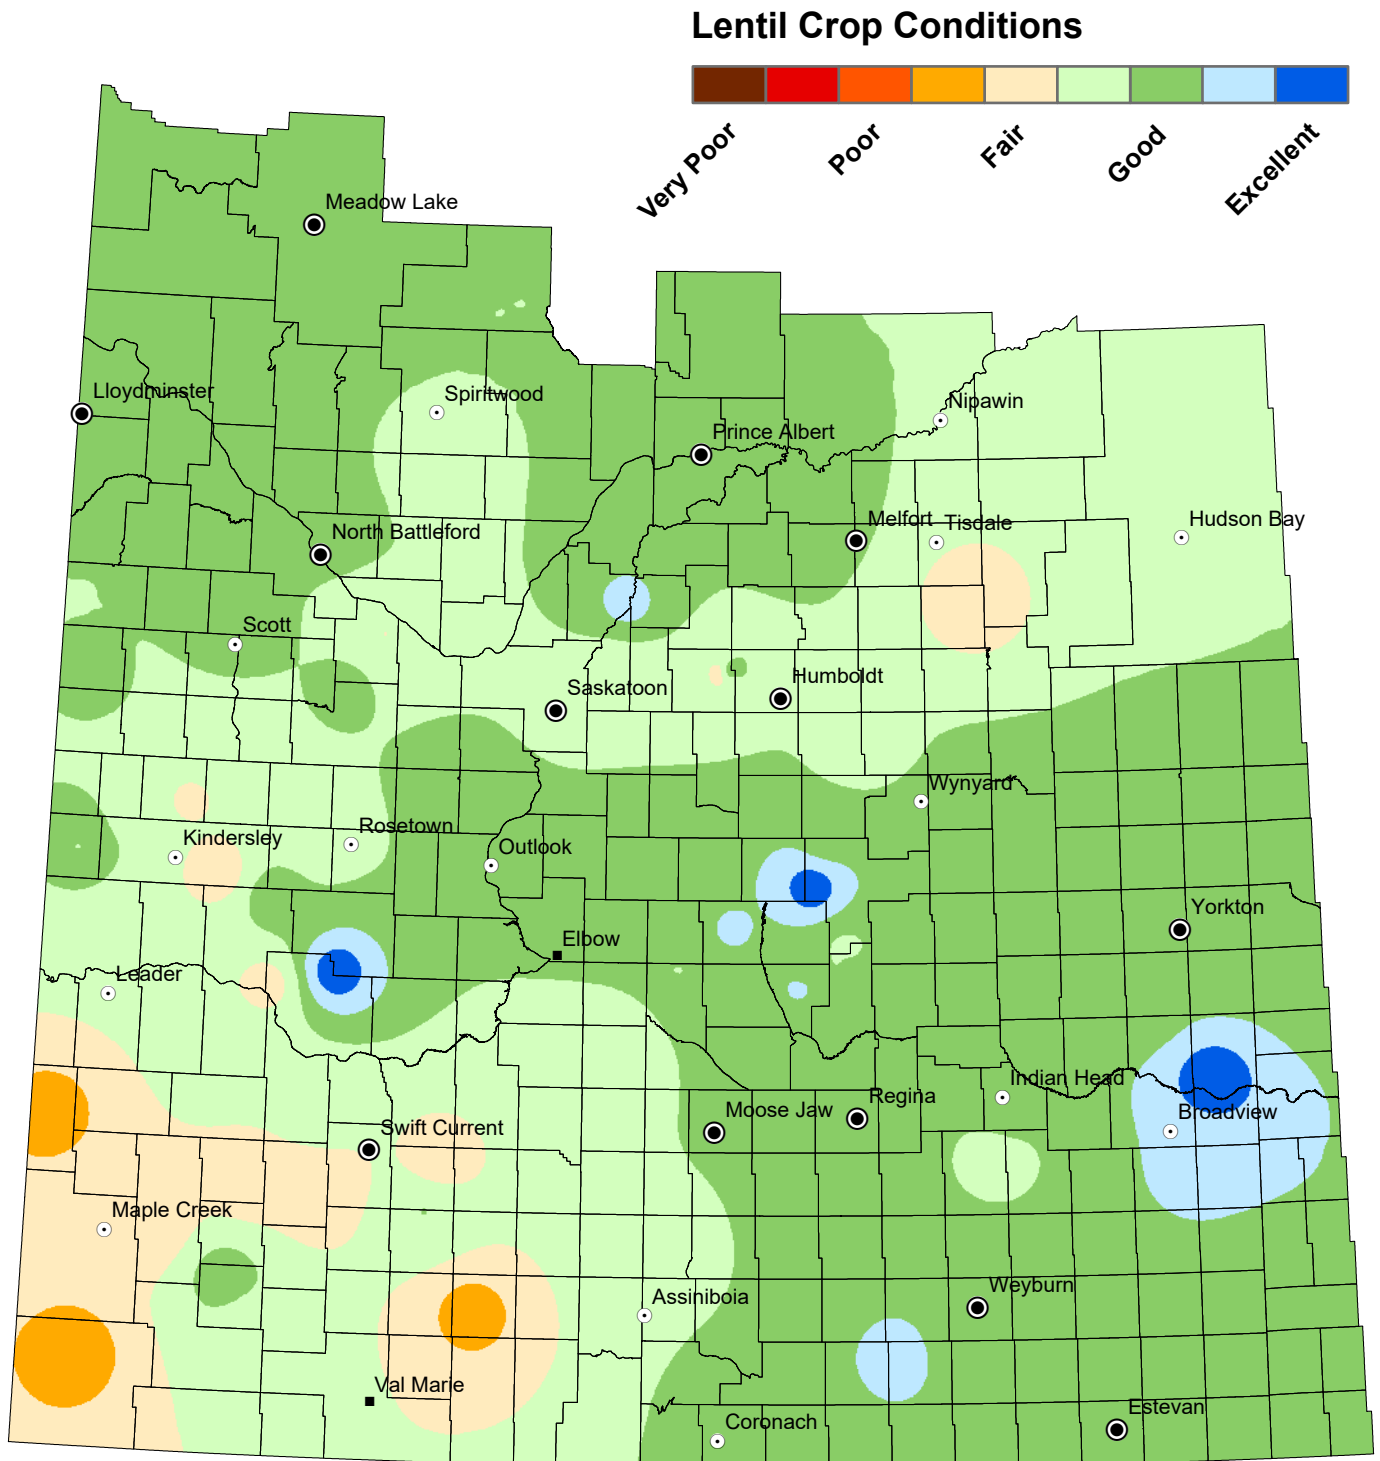 Lentil Crop Conditions
Very Poor
Poor
Fair
Good
Excellent
Meadow Lake
Lloydminster
Spiritwood
Nipawin
Prince Albert
Melfort
Tisdale
Hudson Bay
North Battleford
Scott
Saskatoon
Humboldt
Wynyard
Kindersley
Rosetown
Outlook
Yorkton
Elbow
Leader
Indian Head
Moose Jaw
Regina
Broadview
Swift Current
Maple Creek
Assiniboia
Weyburn
Val Marie
Coronach
Estevan